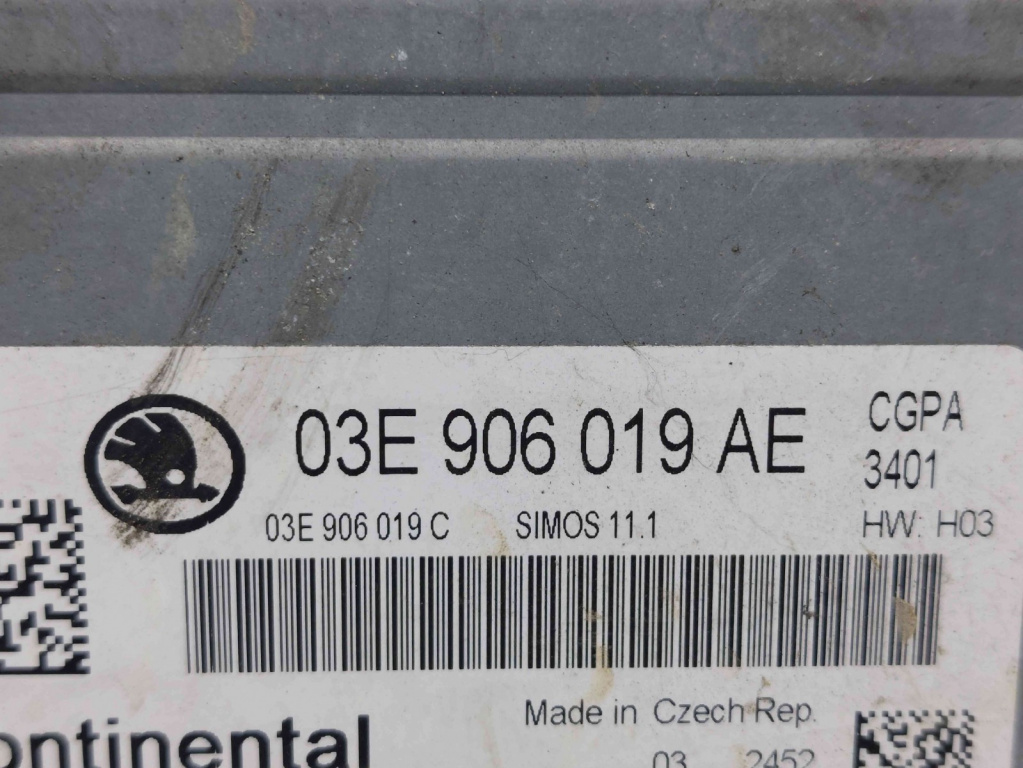 03E 906 019 AE
CGPA
3401
03E 906 019 C
SIMOS 11.1
HW: H03
Made in Czech Rep.
ontinental
03
2452